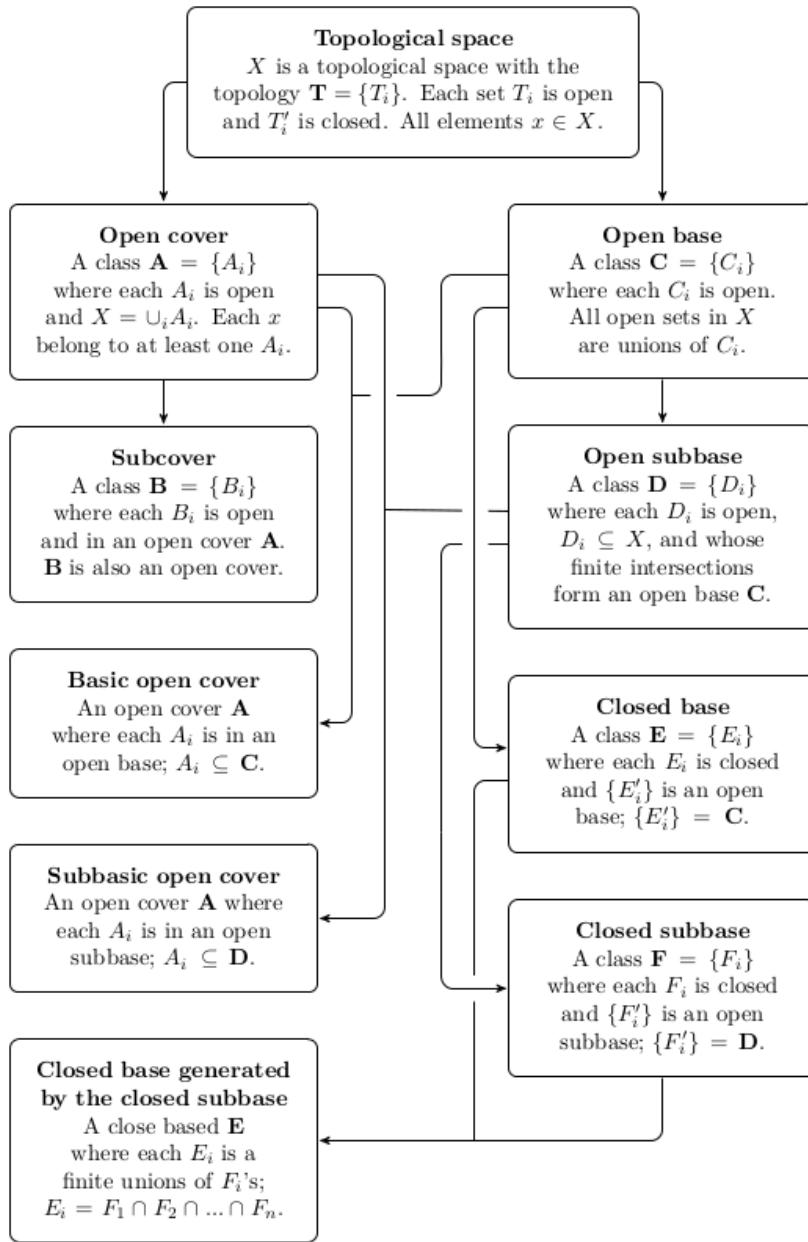 Topological space
X is a topological space with the
topology T = {T_i}. Each set T_i is open
and T_i' is closed. All elements x ∈ X.
Open cover
A class A = {A_i}
where each A_i is open
and X = ∪_i A_i. Each x
belong to at least one A_i.
Open base
A class C = {C_i}
where each C_i is open.
All open sets in X
are unions of C_i.
Subcover
A class B = {B_i}
where each B_i is open
and in an open cover A.
B is also an open cover.
Open subbase
A class D = {D_i}
where each D_i is open,
D_i ⊆ X, and whose
finite intersections
form an open base C.
Basic open cover
An open cover A
where each A_i is in an
open base; A_i ⊆ C.
Closed base
A class E = {E_i}
where each E_i is closed
and {E_i'} is an open
base; {E_i'} = C.
Subbasic open cover
An open cover A where
each A_i is in an open
subbase; A_i ⊆ D.
Closed subbase
A class F = {F_i}
where each F_i is closed
and {F_i'} is an open
subbase; {F_i'} = D.
Closed base generated
by the closed subbase
A close based E
where each E_i is a
finite unions of F_i's;
E_i = F_1 ∩ F_2 ∩ ... ∩ F_n.